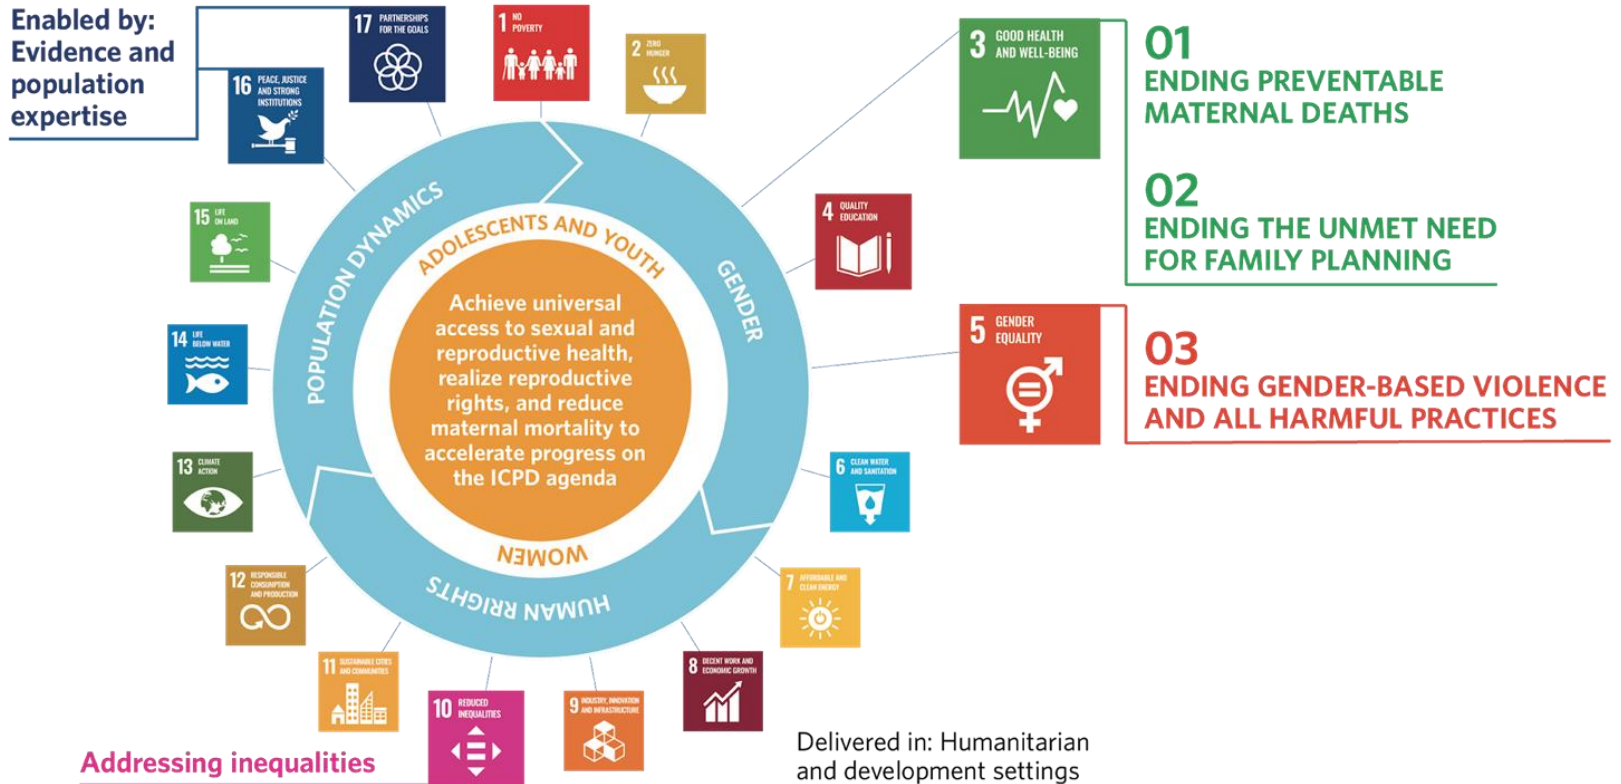 Enabled by:
Evidence and
population
expertise
17 PARTNERSHIPS
FOR THE GOALS
16 PEACE, JUSTICE
AND STRONG
INSTITUTIONS
1 NO
POVERTY
2 ZERO
HUNGER
3 GOOD HEALTH
AND WELL-BEING
01
ENDING PREVENTABLE
MATERNAL DEATHS
02
ENDING THE UNMET NEED
FOR FAMILY PLANNING
4 QUALITY
EDUCATION
5 GENDER
EQUALITY
03
ENDING GENDER-BASED VIOLENCE
AND ALL HARMFUL PRACTICES
6 CLEAN WATER
AND SANITATION
7 AFFORDABLE AND
CLEAN ENERGY
8 DECENT WORK AND
ECONOMIC GROWTH
9 INDUSTRY, INNOVATION
AND INFRASTRUCTURE
10 REDUCED
INEQUALITIES
11 SUSTAINABLE CITIES
AND COMMUNITIES
12 RESPONSIBLE
CONSUMPTION
AND PRODUCTION
13 CLIMATE
ACTION
14 LIFE
BELOW WATER
15 LIFE
ON LAND
POPULATION DYNAMICS
GENDER
HUMAN RRIGHTS
ADOLESCENTS AND YOUTH
WOMEN
Achieve universal
access to sexual and
reproductive health,
realize reproductive
rights, and reduce
maternal mortality to
accelerate progress on
the ICPD agenda
Addressing inequalities
Delivered in: Humanitarian
and development settings